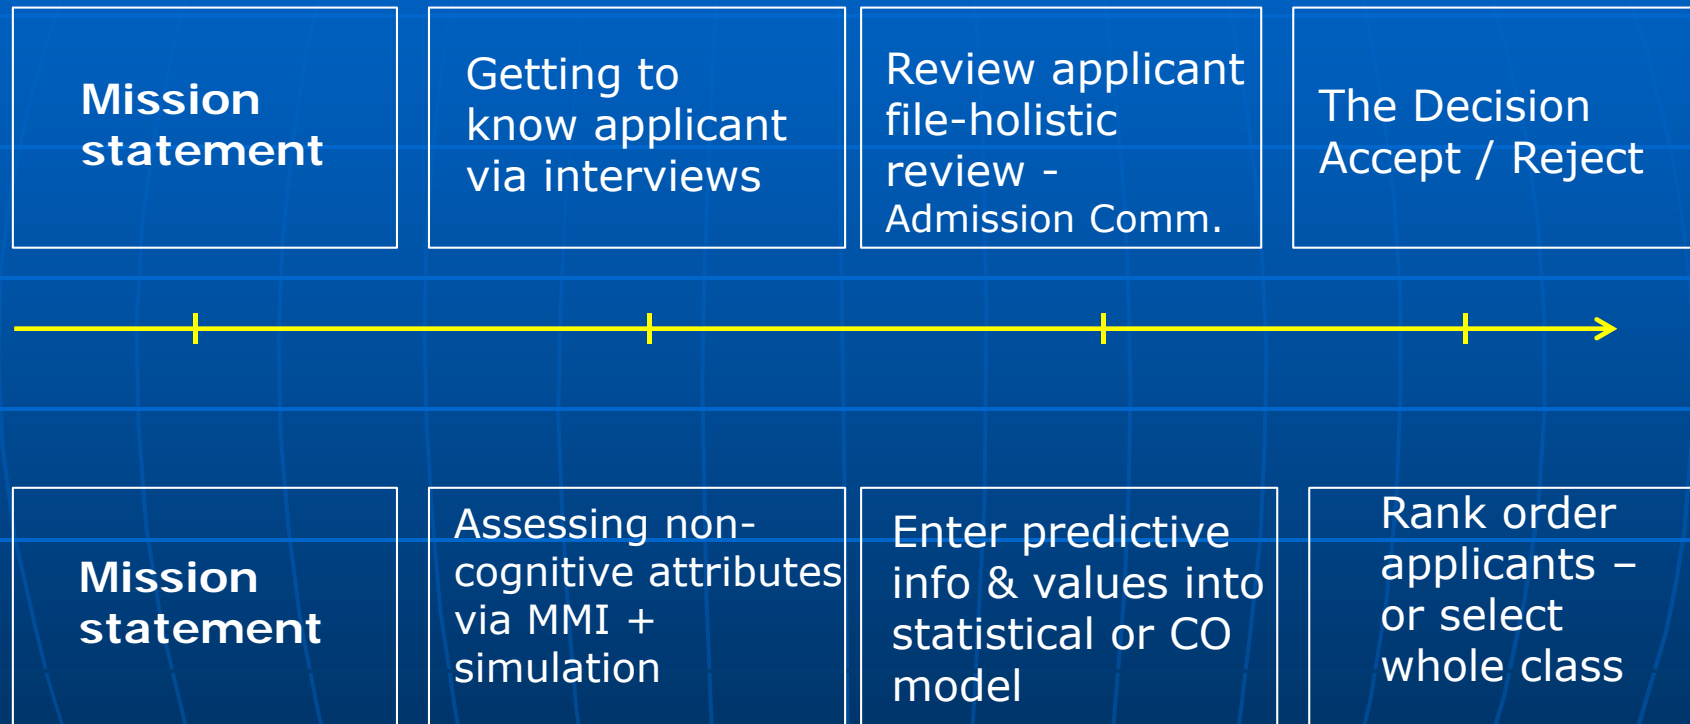 Mission
statement
Getting to
know applicant
via interviews
Review applicant
file-holistic
review -
Admission Comm.
The Decision
Accept / Reject
Mission
statement
Assessing non-
cognitive attributes
via MMI +
simulation
Enter predictive
info & values into
statistical or CO
model
Rank order
applicants –
or select
whole class